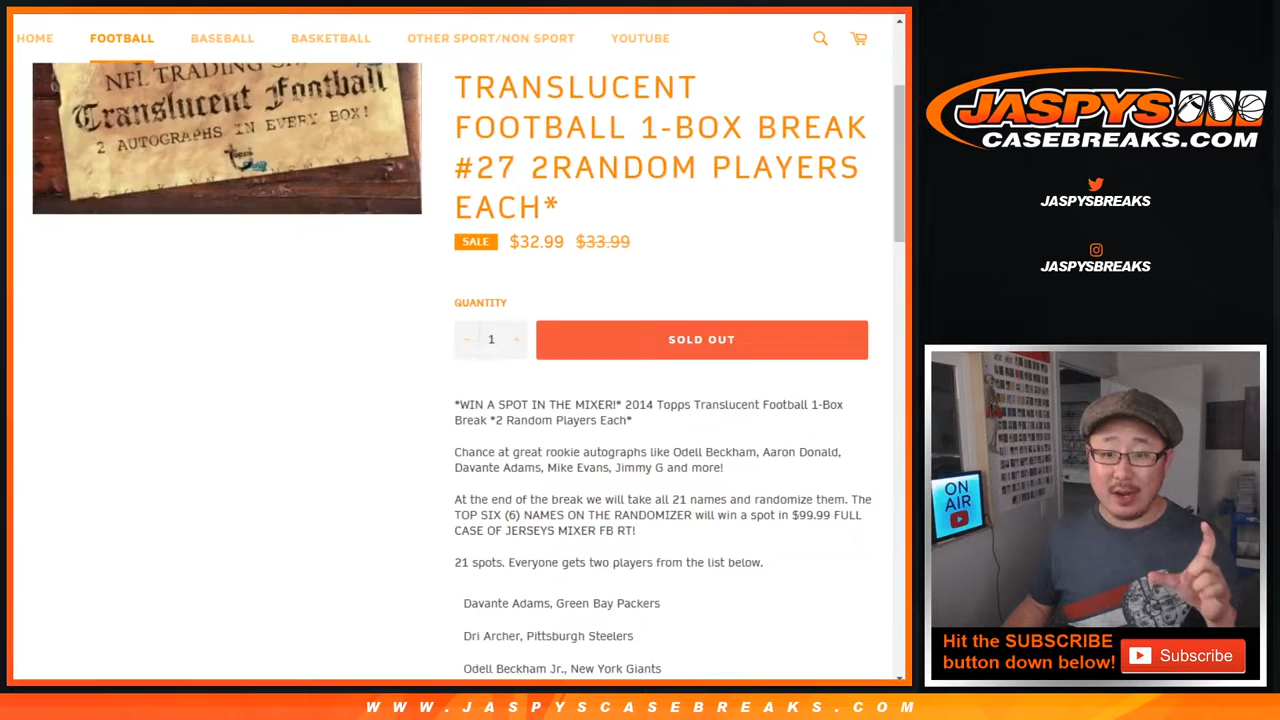 HOME FOOTBALL BASEBALL BASKETBALL OTHER SPORT/NON SPORT YOUTUBE
NFL TRADING
Translucent Football
2 AUTOGRAPHS IN EVERY BOX!
TRANSLUCENT
FOOTBALL 1-BOX BREAK
#27 2RANDOM PLAYERS
EACH*
SALE $32.99 $33.99
QUANTITY
− 1 +
SOLD OUT
*WIN A SPOT IN THE MIXER!* 2014 Topps Translucent Football 1-Box
Break *2 Random Players Each*
Chance at great rookie autographs like Odell Beckham, Aaron Donald,
Davante Adams, Mike Evans, Jimmy G and more!
At the end of the break we will take all 21 names and randomize them. The
TOP SIX (6) NAMES ON THE RANDOMIZER will win a spot in $99.99 FULL
CASE OF JERSEYS MIXER FB RT!
21 spots. Everyone gets two players from the list below.
Davante Adams, Green Bay Packers
Dri Archer, Pittsburgh Steelers
Odell Beckham Jr., New York Giants
JASPYS
CASEBREAKS.COM
JASPYSBREAKS
JASPYSBREAKS
ON
AIR
Hit the SUBSCRIBE
button down below!
Subscribe
WWW.JASPYSCASEBREAKS.COM